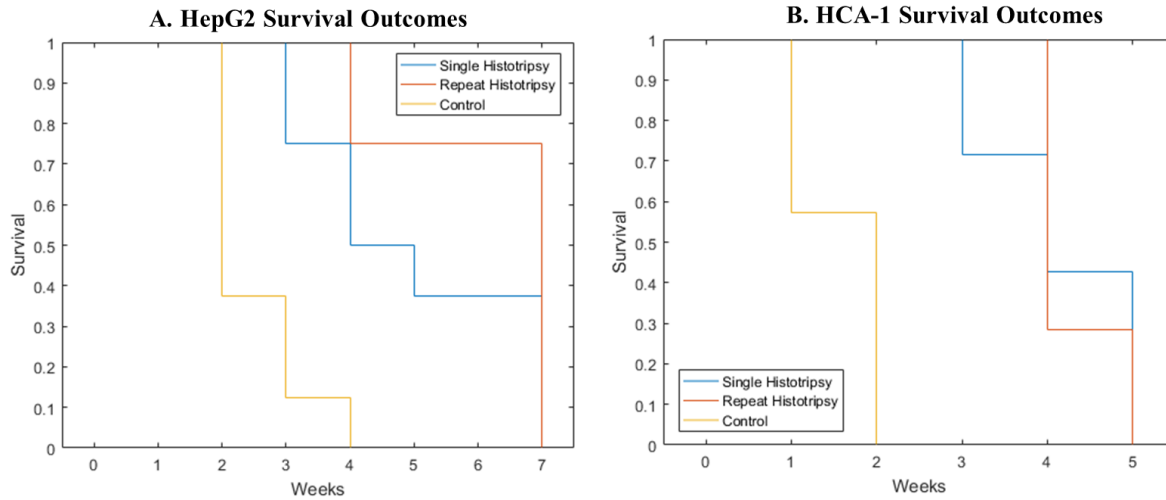 A. HepG2 Survival Outcomes
1
0.9
0.8
0.7
0.6
0.5
0.4
0.3
0.2
0.1
0
Survival
Single Histotripsy
Repeat Histotripsy
Control
0 1 2 3 4 5 6 7
Weeks
B. HCA-1 Survival Outcomes
1
0.9
0.8
0.7
0.6
0.5
0.4
0.3
0.2
0.1
0
Survival
Single Histotripsy
Repeat Histotripsy
Control
0 1 2 3 4 5
Weeks